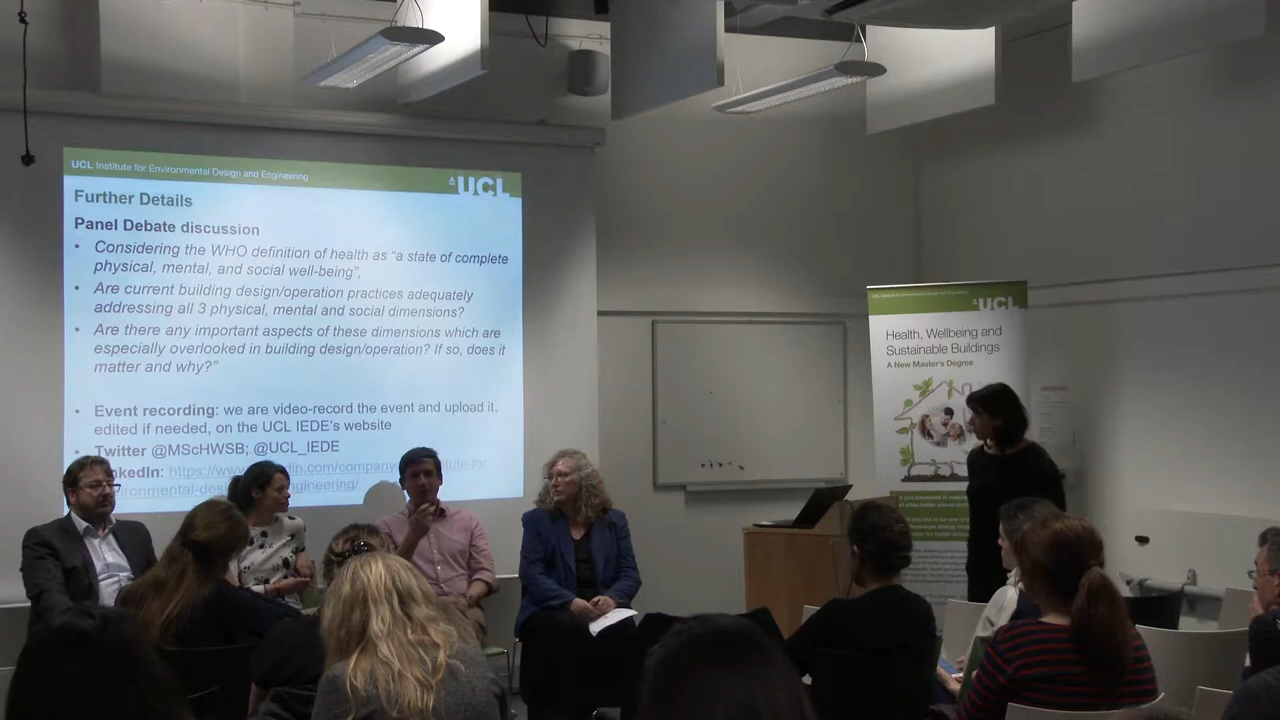 UCL Institute for Environmental Design and Engineering
UCL
Further Details
Panel Debate discussion
• Considering the WHO definition of health as “a state of complete
physical, mental, and social well-being”,
• Are current building design/operation practices adequately
addressing all 3 physical, mental and social dimensions?
• Are there any important aspects of these dimensions which are
especially overlooked in building design/operation? If so, does it
matter and why?”
• Event recording: we are video-record the event and upload it,
edited if needed, on the UCL IEDE's website
• Twitter @MScHWSB; @UCL_IEDE
UCL
Health, Wellbeing and
Sustainable Buildings
A New Master's Degree